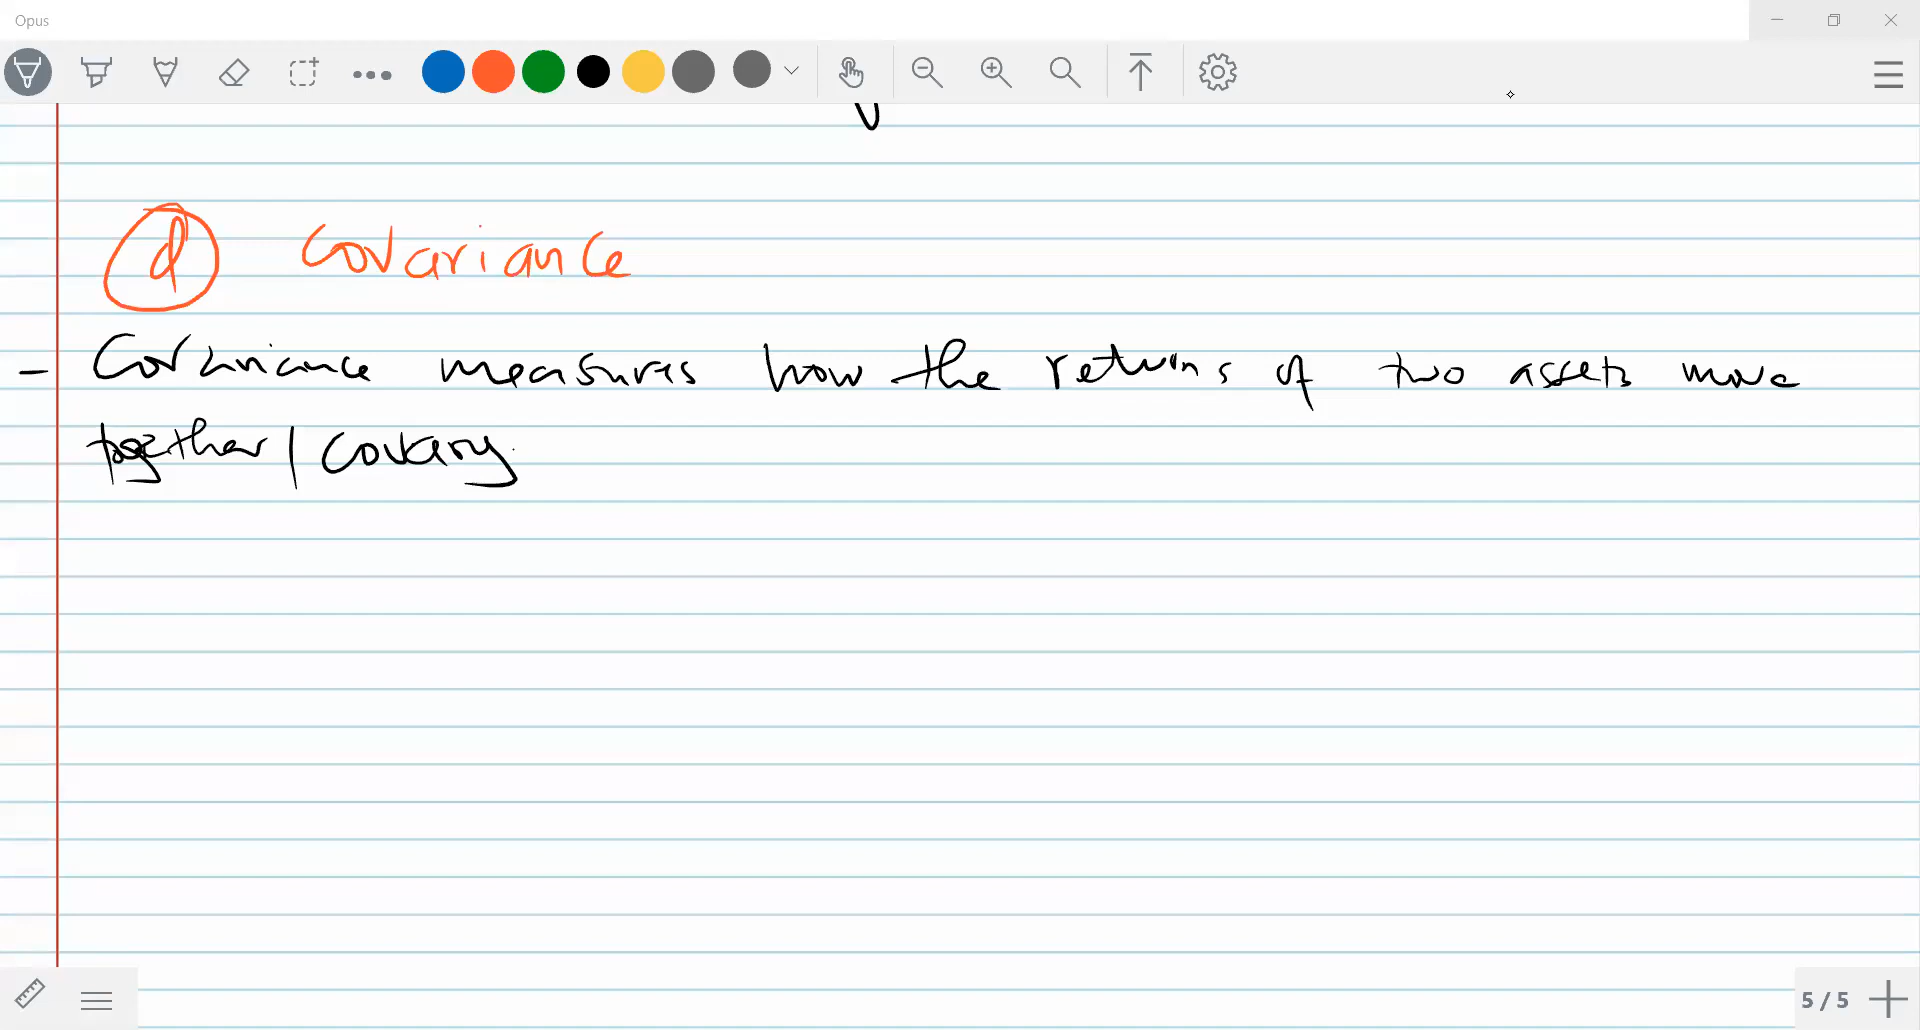 Opus
d Covariance
- Covariance measures how the returns of two assets move
together / covary.
5 / 5